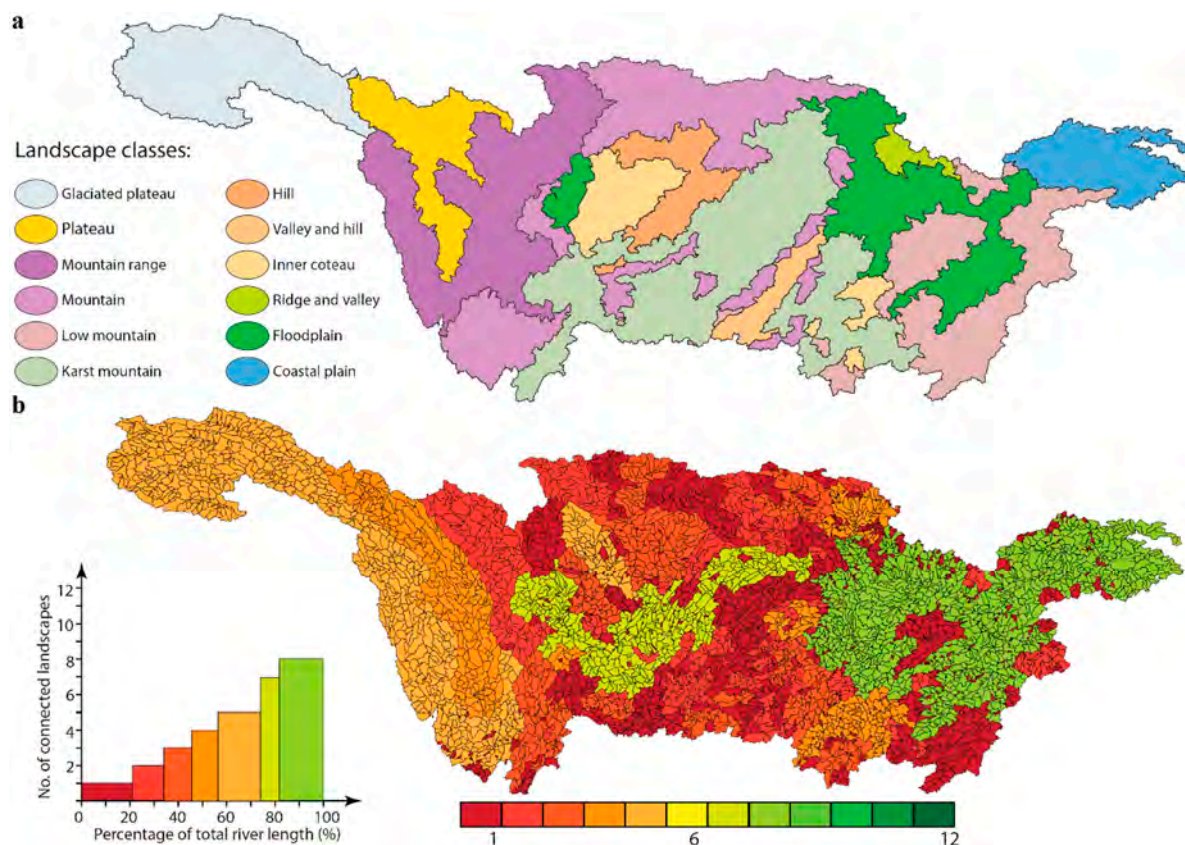 a
Landscape classes:
Glaciated plateau
Hill
Plateau
Valley and hill
Mountain range
Inner coteau
Mountain
Ridge and valley
Low mountain
Floodplain
Karst mountain
Coastal plain
b
No. of connected landscapes
12
10
8
6
4
2
0 20 40 60 80 100
Percentage of total river length (%)
1 6 12